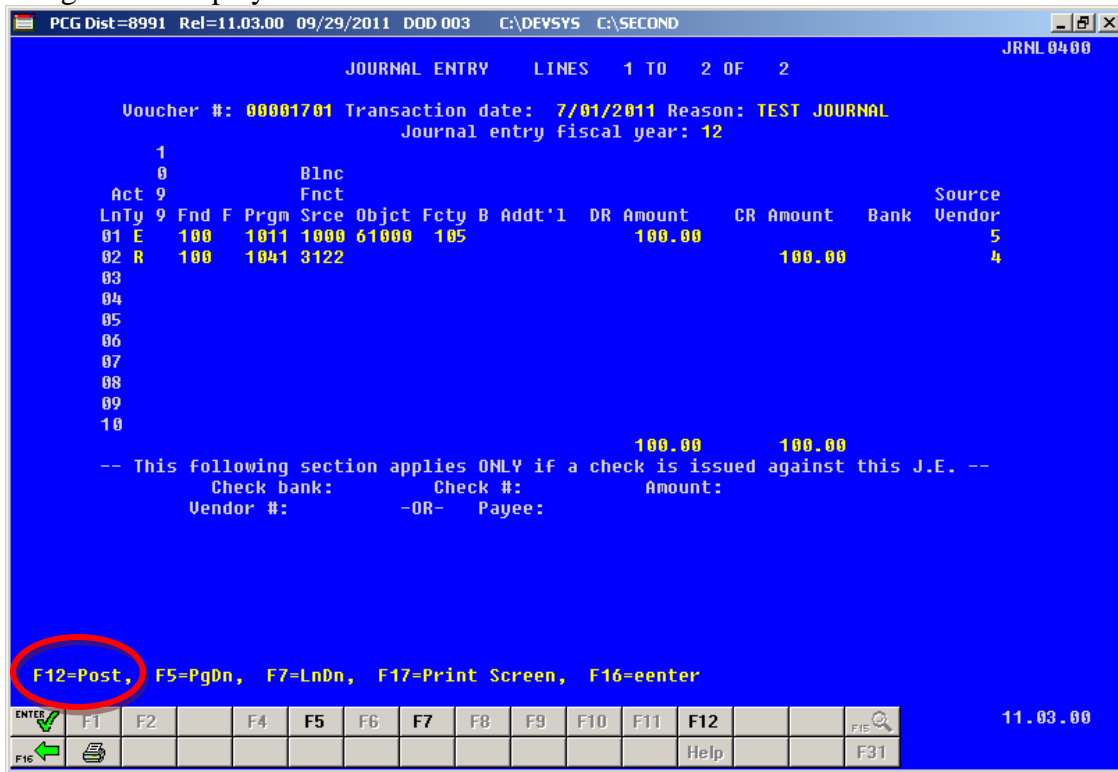 PCG Dist=8991 Rel=11.03.00 09/29/2011 DOD 003 C:\DEVSYS C:\SECOND
JRNL0400
JOURNAL ENTRY LINES 1 TO 2 OF 2
Voucher #: 00001701 Transaction date: 7/01/2011 Reason: TEST JOURNAL
Journal entry fiscal year: 12
1
0 Blnc
Act 9 Fnct Source
LnTy 9 Fnd F Prgm Srce Objct Fcty B Addt'l DR Amount CR Amount Bank Vendor
01 E 100 1011 1000 61000 105 100.00 5
02 R 100 1041 3122 100.00 4
03
04
05
06
07
08
09
10
100.00 100.00
-- This following section applies ONLY if a check is issued against this J.E. --
Check bank: Check #: Amount:
Vendor #: -OR- Payee:
F12=Post, F5=PgDn, F7=LnDn, F17=Print Screen, F16=eenter
ENTER F1 F2 F4 F5 F6 F7 F8 F9 F10 F11 F12 F15 11.03.00
F16 Help F31